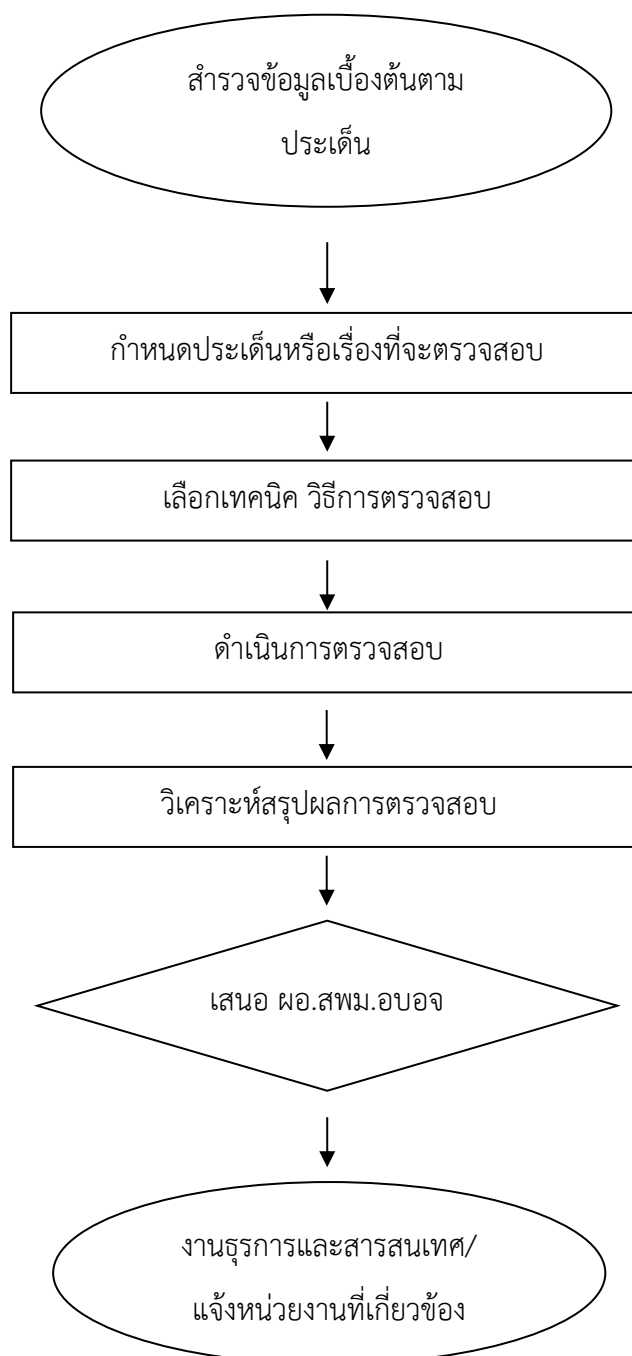 สำรวจข้อมูลเบื้องต้นตาม
ประเด็น
กำหนดประเด็นหรือเรื่องที่จะตรวจสอบ
เลือกเทคนิค วิธีการตรวจสอบ
ดำเนินการตรวจสอบ
วิเคราะห์สรุปผลการตรวจสอบ
เสนอ ผอ.สพม.อบอจ
งานธุรการและสารสนเทศ/
แจ้งหน่วยงานที่เกี่ยวข้อง